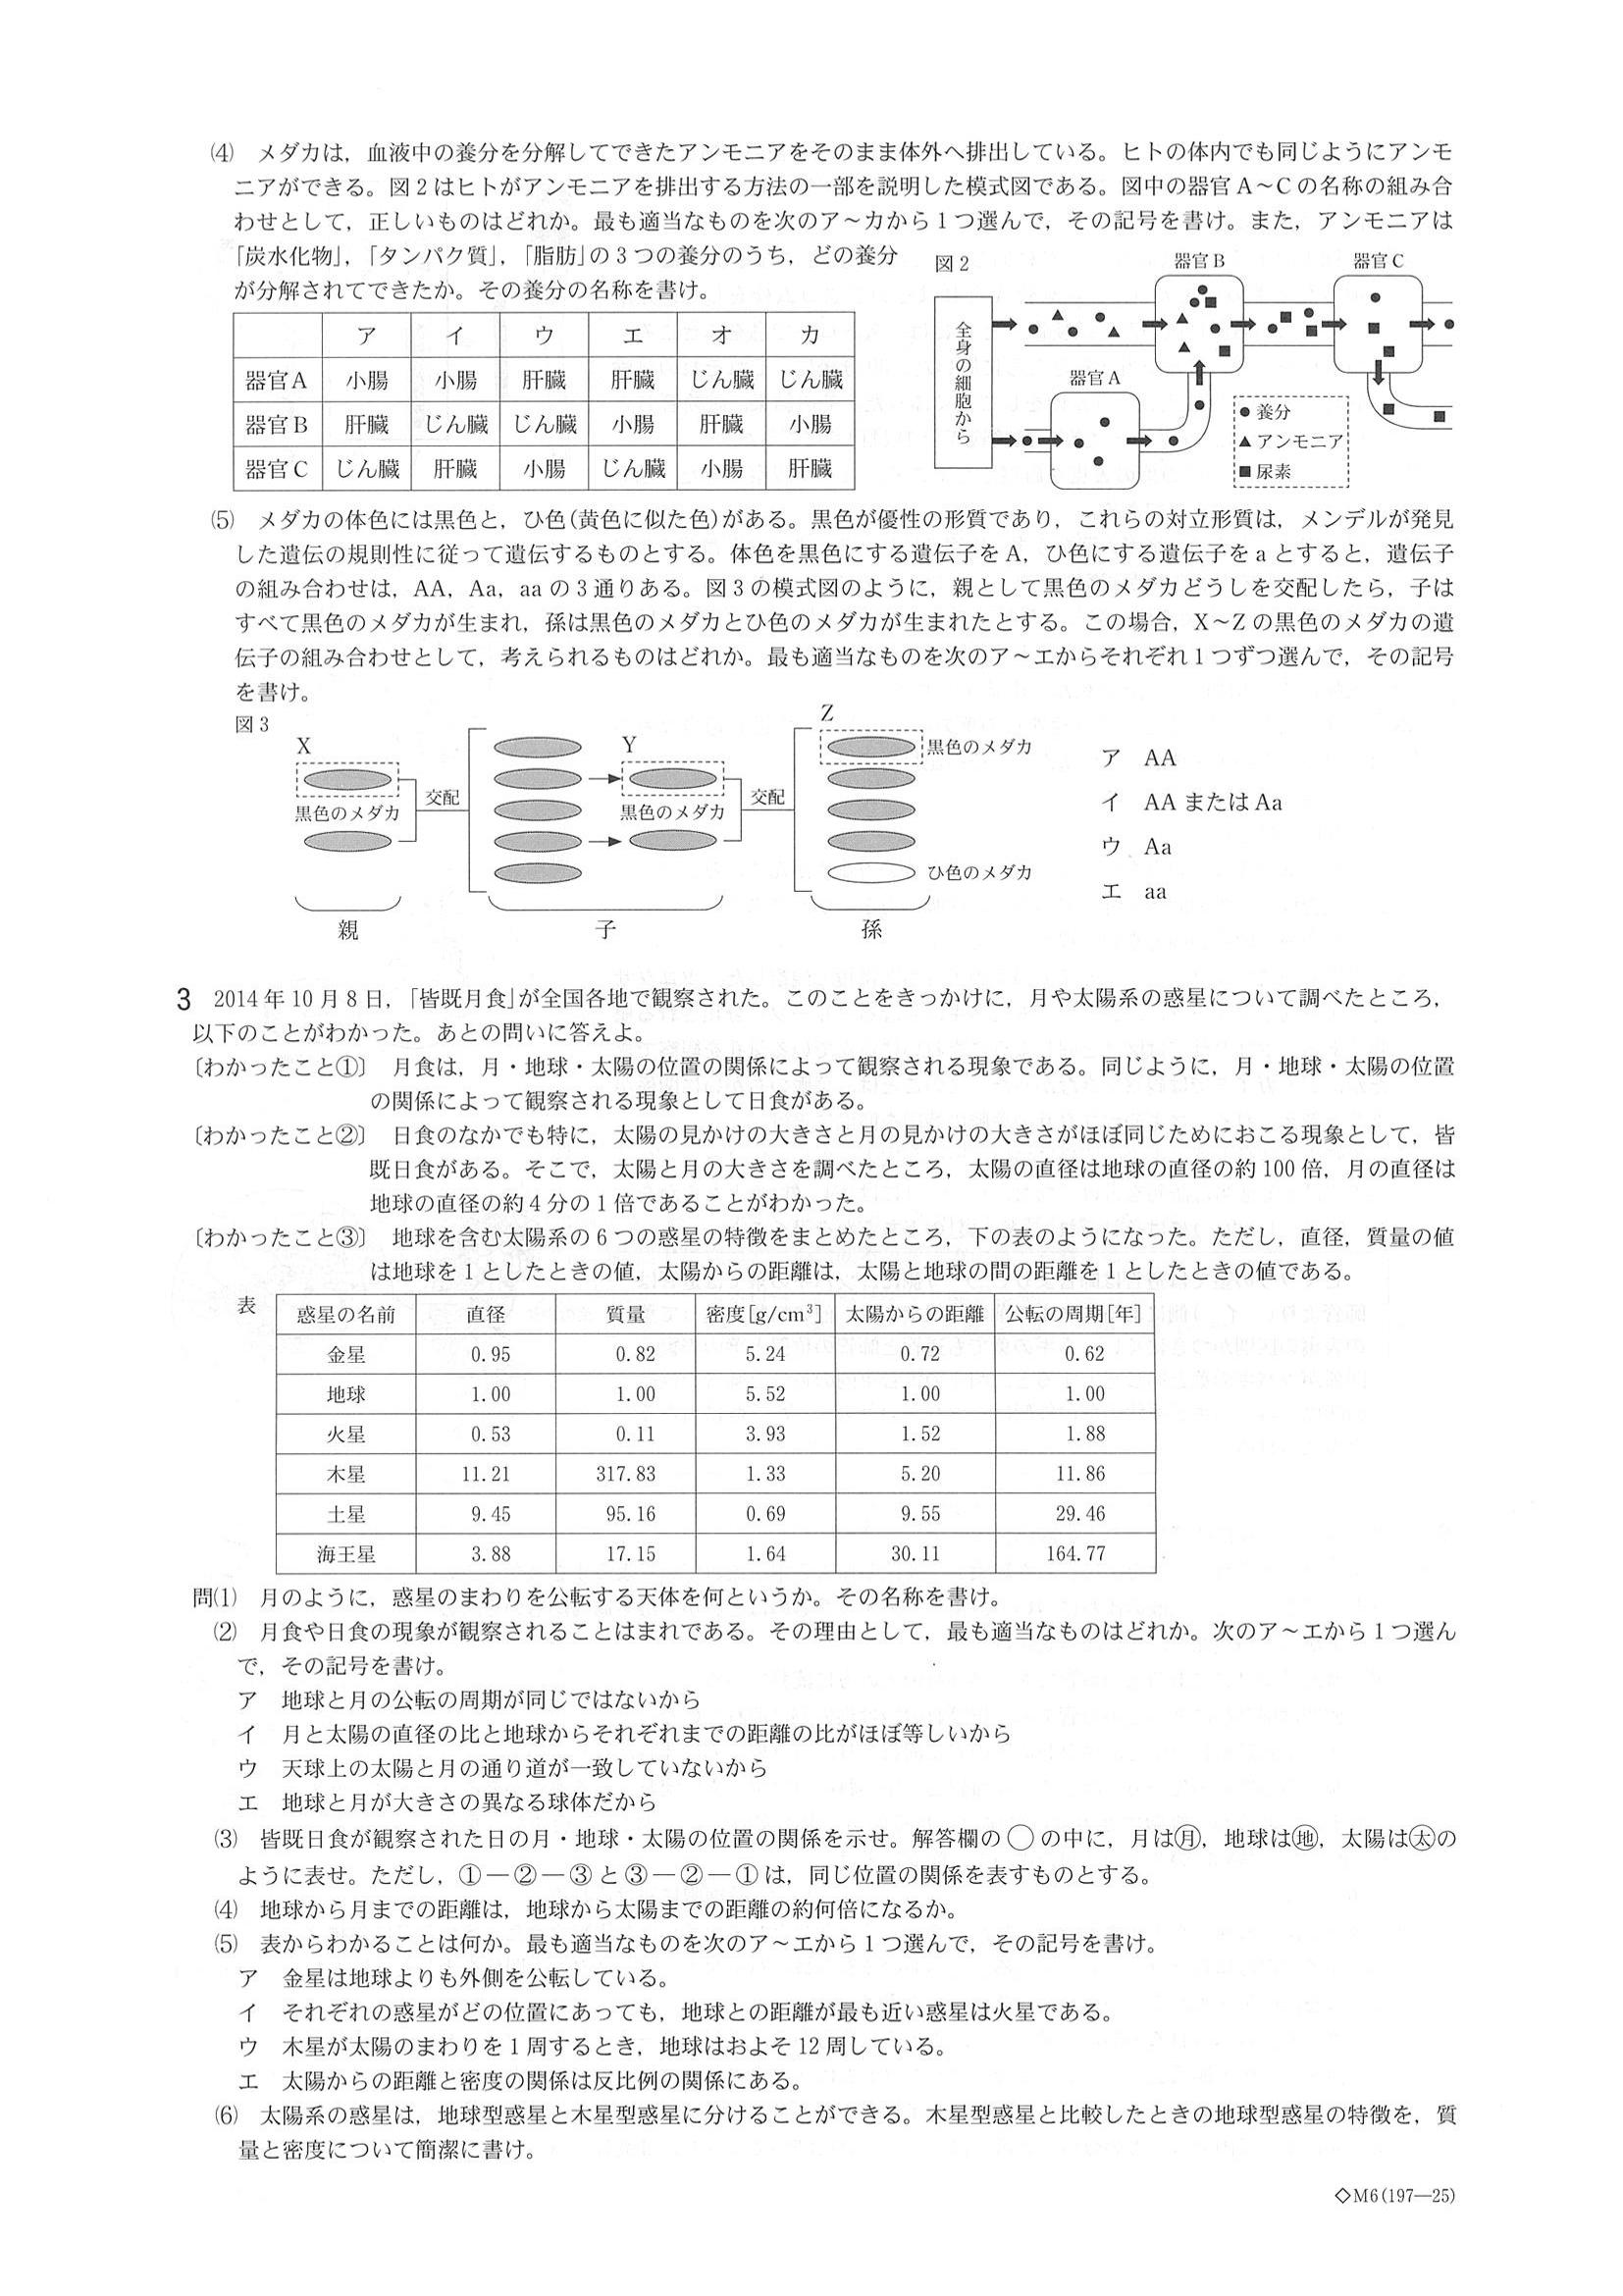 (4) メダカは，血液中の養分を分解してできたアンモニアをそのまま体外へ排出している。ヒトの体内でも同じようにアンモ
ニアができる。図2はヒトがアンモニアを排出する方法の一部を説明した模式図である。図中の器官A～Cの名称の組み合
わせとして，正しいものはどれか。最も適当なものを次のア～カから1つ選んで，その記号を書け。また，アンモニアは
「炭水化物」，「タンパク質」，「脂肪」の3つの養分のうち，どの養分
が分解されてできたか。その養分の名称を書け。
ア イ ウ エ オ カ
器官A 小腸 小腸 肝臓 肝臓 じん臓 じん臓
器官B 肝臓 じん臓 じん臓 小腸 肝臓 小腸
器官C じん臓 肝臓 小腸 じん臓 小腸 肝臓
図2
器官B
器官C
全身の細胞から
器官A
● 養分
▲ アンモニア
■ 尿素
(5) メダカの体色には黒色と，ひ色(黄色に似た色)がある。黒色が優性の形質であり，これらの対立形質は，メンデルが発見
した遺伝の規則性に従って遺伝するものとする。体色を黒色にする遺伝子をA，ひ色にする遺伝子をaとすると，遺伝子
の組み合わせは，AA，Aa，aaの3通りある。図3の模式図のように，親として黒色のメダカどうしを交配したら，子は
すべて黒色のメダカが生まれ，孫は黒色のメダカとひ色のメダカが生まれたとする。この場合，X～Zの黒色のメダカの遺
伝子の組み合わせとして，考えられるものはどれか。最も適当なものを次のア～エからそれぞれ1つずつ選んで，その記号
を書け。
図3
X
黒色のメダカ
交配
Y
黒色のメダカ
交配
Z
黒色のメダカ
ひ色のメダカ
親
子
孫
ア AA
イ AAまたはAa
ウ Aa
エ aa
3 2014年10月8日，「皆既月食」が全国各地で観察された。このことをきっかけに，月や太陽系の惑星について調べたところ，
以下のことがわかった。あとの問いに答えよ。
〔わかったこと①〕 月食は，月・地球・太陽の位置の関係によって観察される現象である。同じように，月・地球・太陽の位置
の関係によって観察される現象として日食がある。
〔わかったこと②〕 日食のなかでも特に，太陽の見かけの大きさと月の見かけの大きさがほぼ同じためにおこる現象として，皆
既日食がある。そこで，太陽と月の大きさを調べたところ，太陽の直径は地球の直径の約100倍，月の直径は
地球の直径の約4分の1倍であることがわかった。
〔わかったこと③〕 地球を含む太陽系の6つの惑星の特徴をまとめたところ，下の表のようになった。ただし，直径，質量の値
は地球を1としたときの値，太陽からの距離は，太陽と地球の間の距離を1としたときの値である。
表
惑星の名前 直径 質量 密度[g/cm³] 太陽からの距離 公転の周期[年]
金星 0.95 0.82 5.24 0.72 0.62
地球 1.00 1.00 5.52 1.00 1.00
火星 0.53 0.11 3.93 1.52 1.88
木星 11.21 317.83 1.33 5.20 11.86
土星 9.45 95.16 0.69 9.55 29.46
海王星 3.88 17.15 1.64 30.11 164.77
問(1) 月のように，惑星のまわりを公転する天体を何というか。その名称を書け。
(2) 月食や日食の現象が観察されることはまれである。その理由として，最も適当なものはどれか。次のア～エから1つ選ん
で，その記号を書け。
ア 地球と月の公転の周期が同じではないから
イ 月と太陽の直径の比と地球からそれぞれまでの距離の比がほぼ等しいから
ウ 天球上の太陽と月の通り道が一致していないから
エ 地球と月が大きさの異なる球体だから
(3) 皆既日食が観察された日の月・地球・太陽の位置の関係を示せ。解答欄の○の中に，月は㊊，地球は地，太陽は太の
ように表せ。ただし，①―②―③と③―②―①は，同じ位置の関係を表すものとする。
(4) 地球から月までの距離は，地球から太陽までの距離の約何倍になるか。
(5) 表からわかることは何か。最も適当なものを次のア～エから1つ選んで，その記号を書け。
ア 金星は地球よりも外側を公転している。
イ それぞれの惑星がどの位置にあっても，地球との距離が最も近い惑星は火星である。
ウ 木星が太陽のまわりを1周するとき，地球はおよそ12周している。
エ 太陽からの距離と密度の関係は反比例の関係にある。
(6) 太陽系の惑星は，地球型惑星と木星型惑星に分けることができる。木星型惑星と比較したときの地球型惑星の特徴を，質
量と密度について簡潔に書け。
◇M6(197―25)